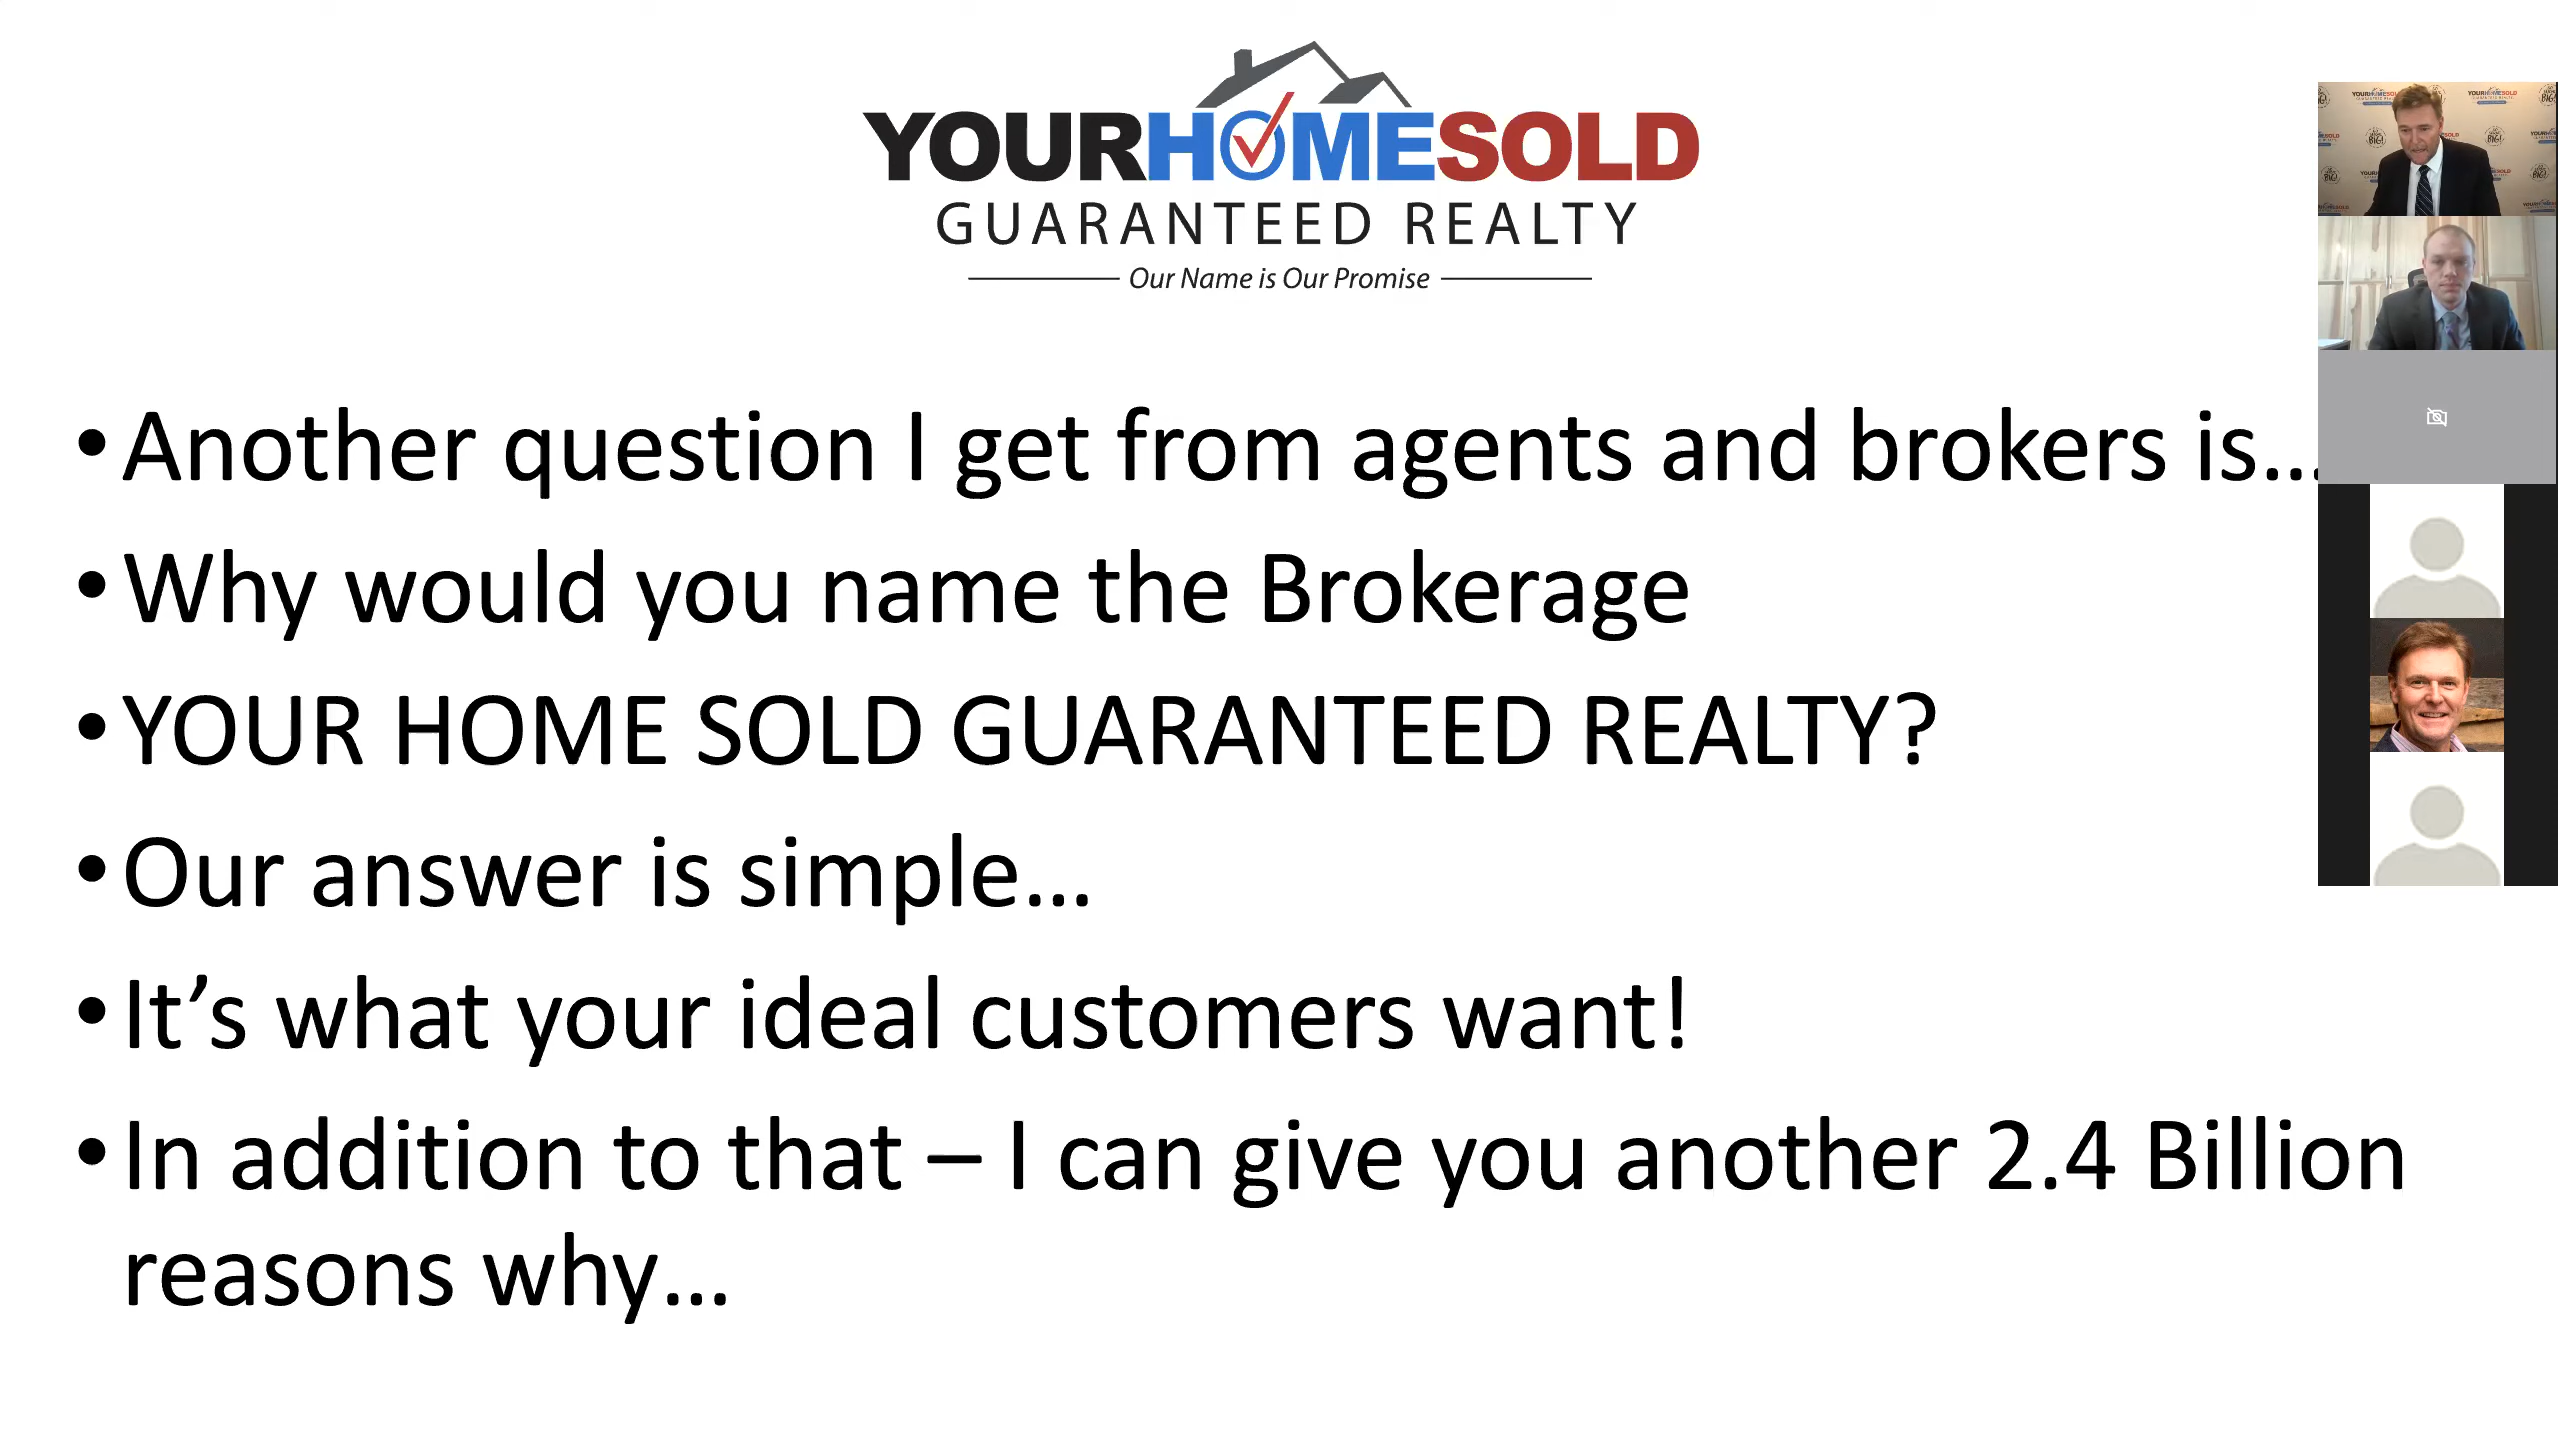 YOURHOMESOLD
GUARANTEED REALTY
Our Name is Our Promise
• Another question I get from agents and brokers is...
• Why would you name the Brokerage
• YOUR HOME SOLD GUARANTEED REALTY?
• Our answer is simple...
• It’s what your ideal customers want!
• In addition to that – I can give you another 2.4 Billion
reasons why...